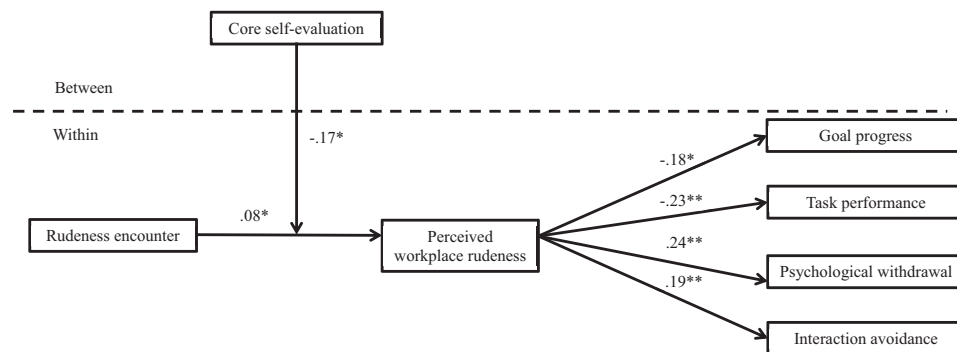 Core self-evaluation
Between
Within
-.17*
Goal progress
-.18*
Task performance
-.23**
.08*
Rudeness encounter
Perceived
workplace rudeness
.24**
Psychological withdrawal
.19**
Interaction avoidance